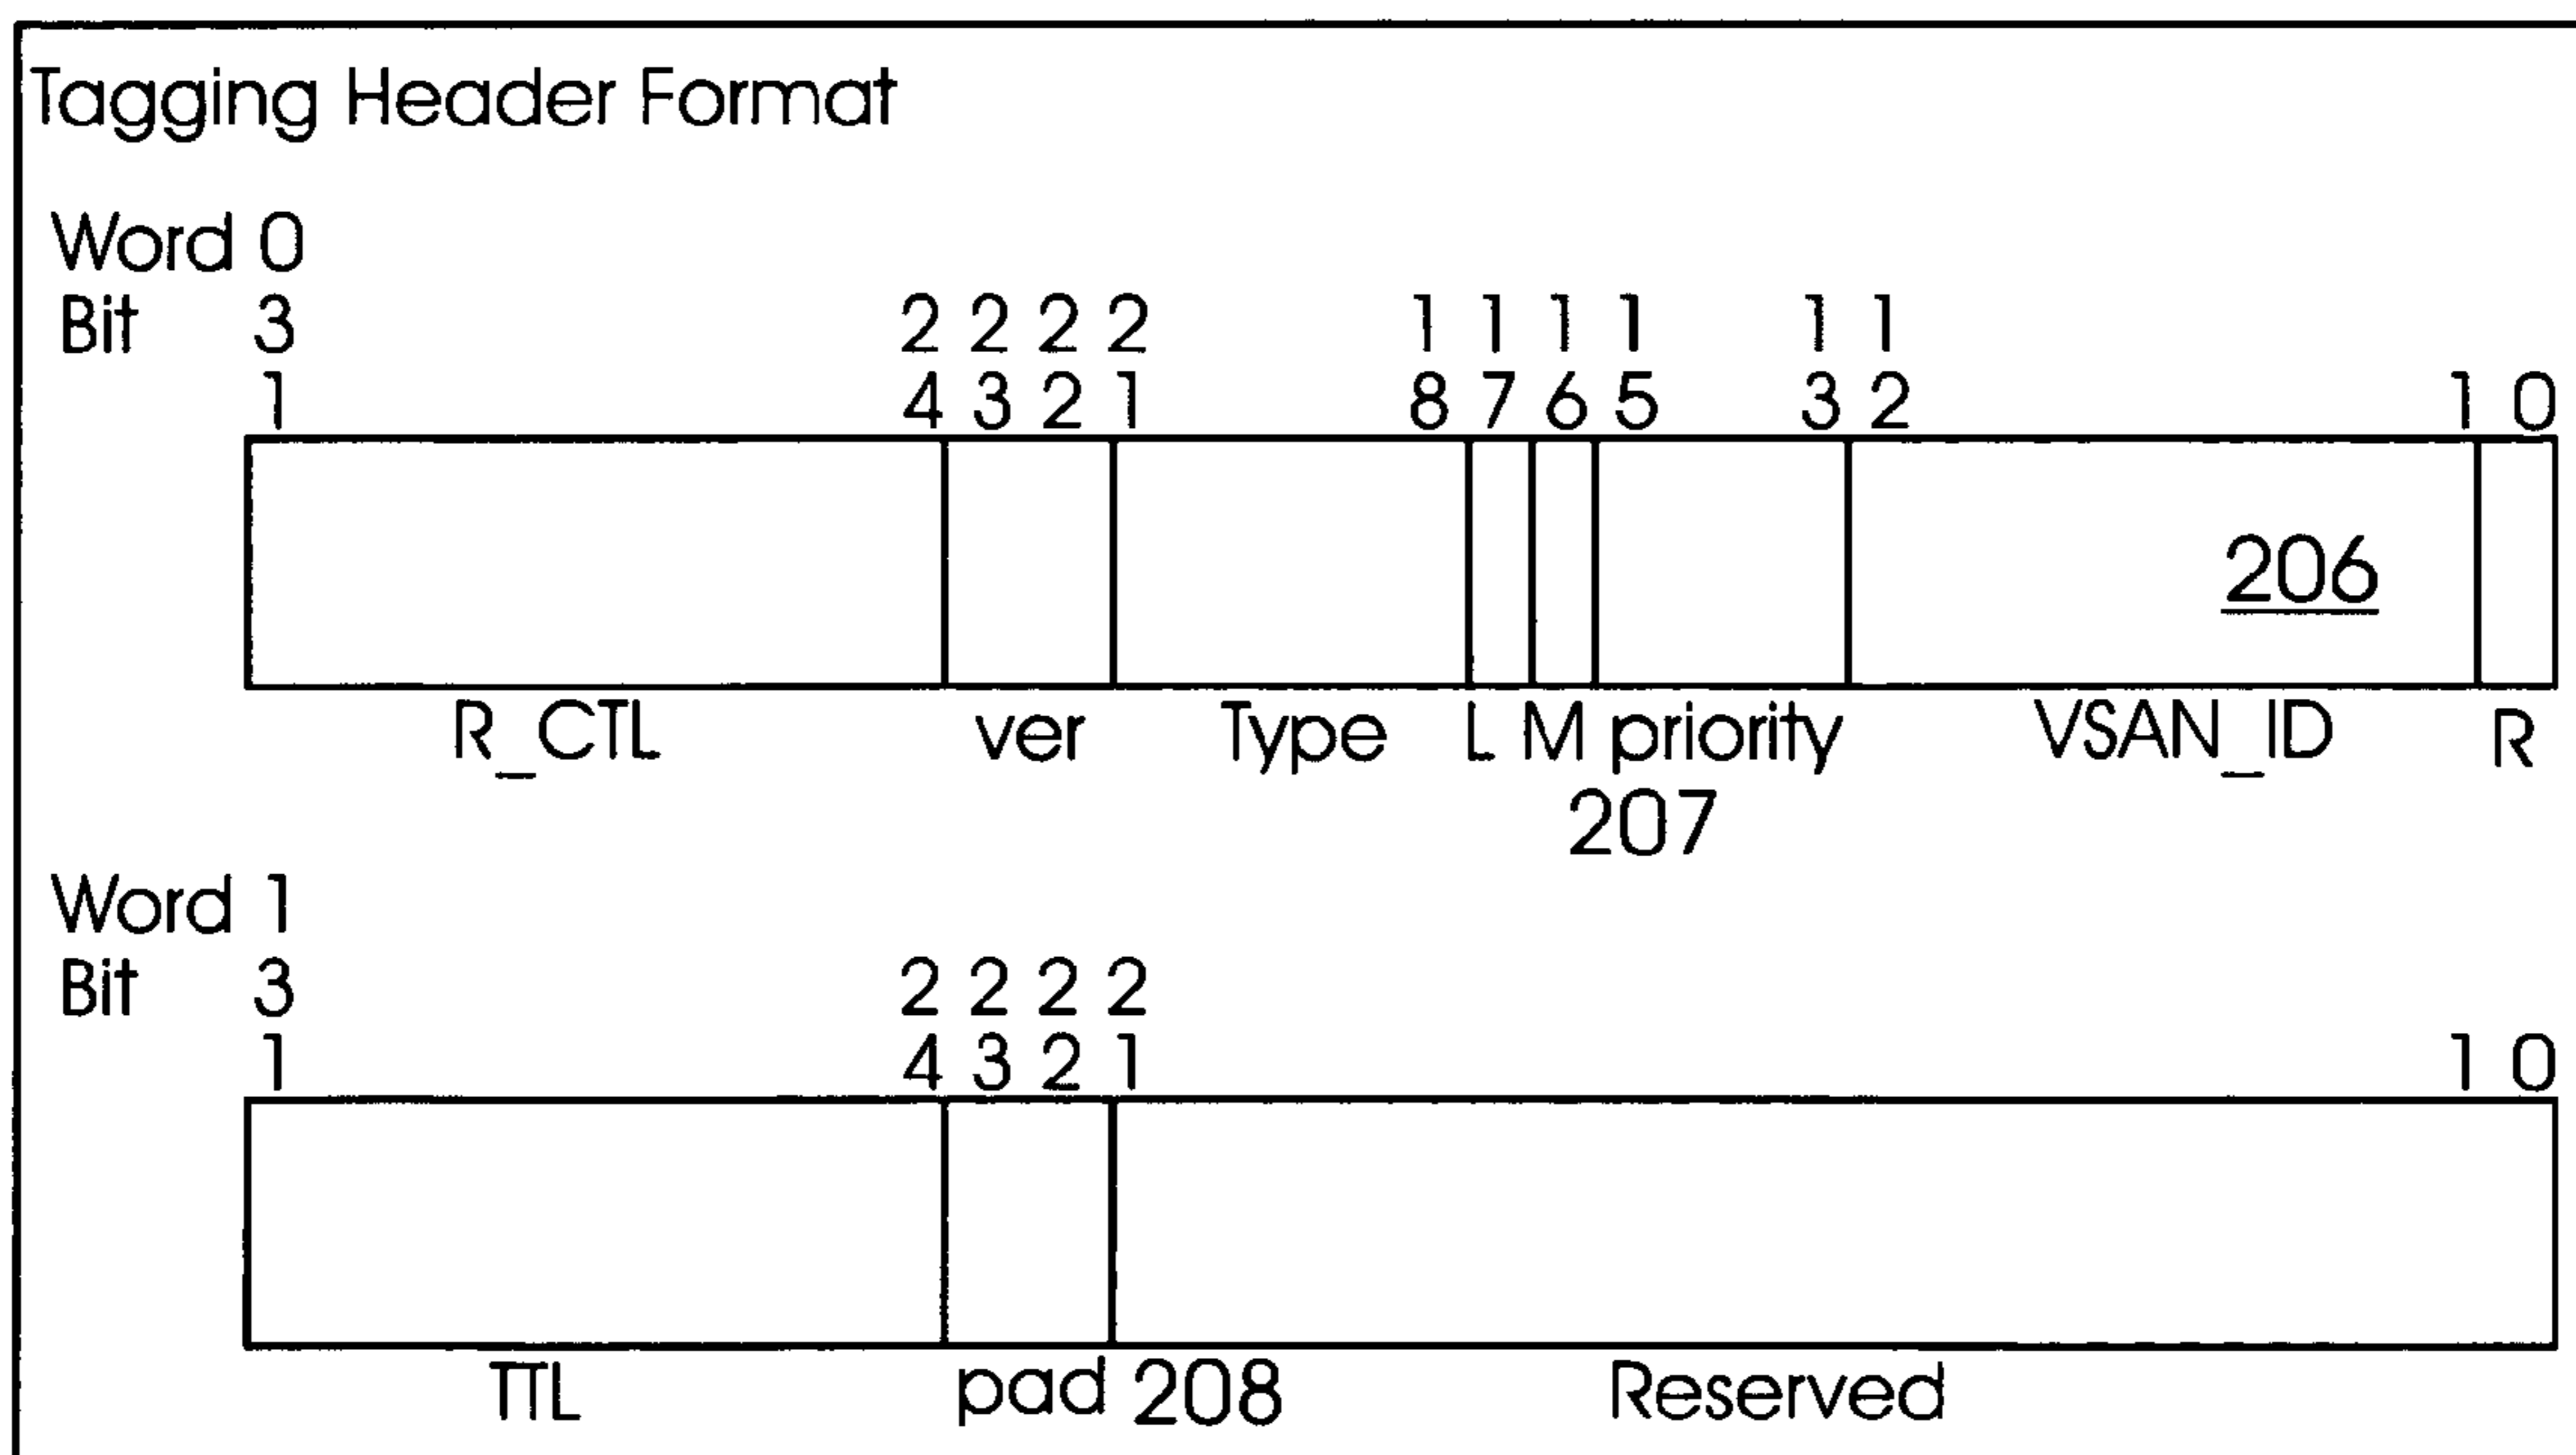 Tagging Header Format
Word 0
Bit 3 2 2 2 2 1 1 1 1 1 1
1 4 3 2 1 8 7 6 5 3 2 1 0
206
R_CTL ver Type L M priority VSAN_ID R
207
Word 1
Bit 3 2 2 2 2
1 4 3 2 1 1 0
TTL pad 208 Reserved